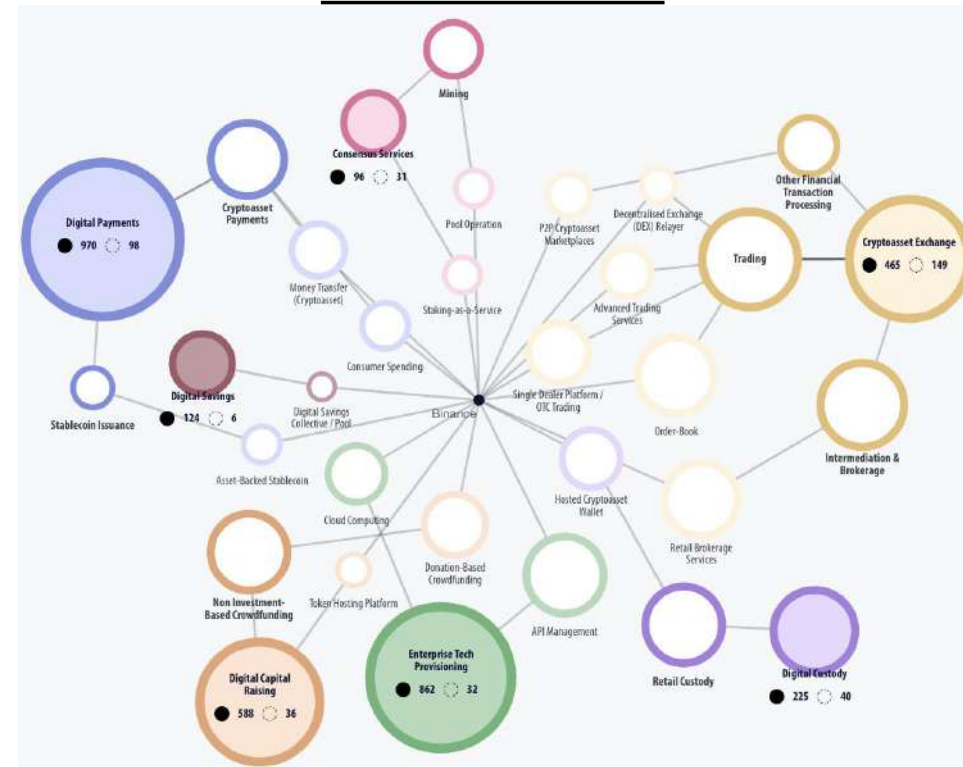 Mining
Consensus Services
96 31
Other Financial
Transaction
Processing
Digital Payments
970 98
Cryptoasset
Payments
Pool Operation
P2P Cryptoasset
Marketplaces
Decentralised Exchange
(DEX) Relayer
Trading
Cryptoasset Exchange
465 149
Money Transfer
(Cryptoasset)
Staking-as-a-Service
Advanced Trading
Services
Consumer Spending
Stablecoin Issuance
Digital Savings
124 6
Digital Savings
Collective / Pool
Binance
Single Dealer Platform /
OTC Trading
Order-Book
Intermediation &
Brokerage
Asset-Backed Stablecoin
Cloud Computing
Hosted Cryptoasset
Wallet
Retail Brokerage
Services
Donation-Based
Crowdfunding
Non Investment-
Based Crowdfunding
Token Hosting Platform
API Management
Enterprise Tech
Provisioning
862 32
Digital Capital
Raising
588 36
Retail Custody
Digital Custody
225 40